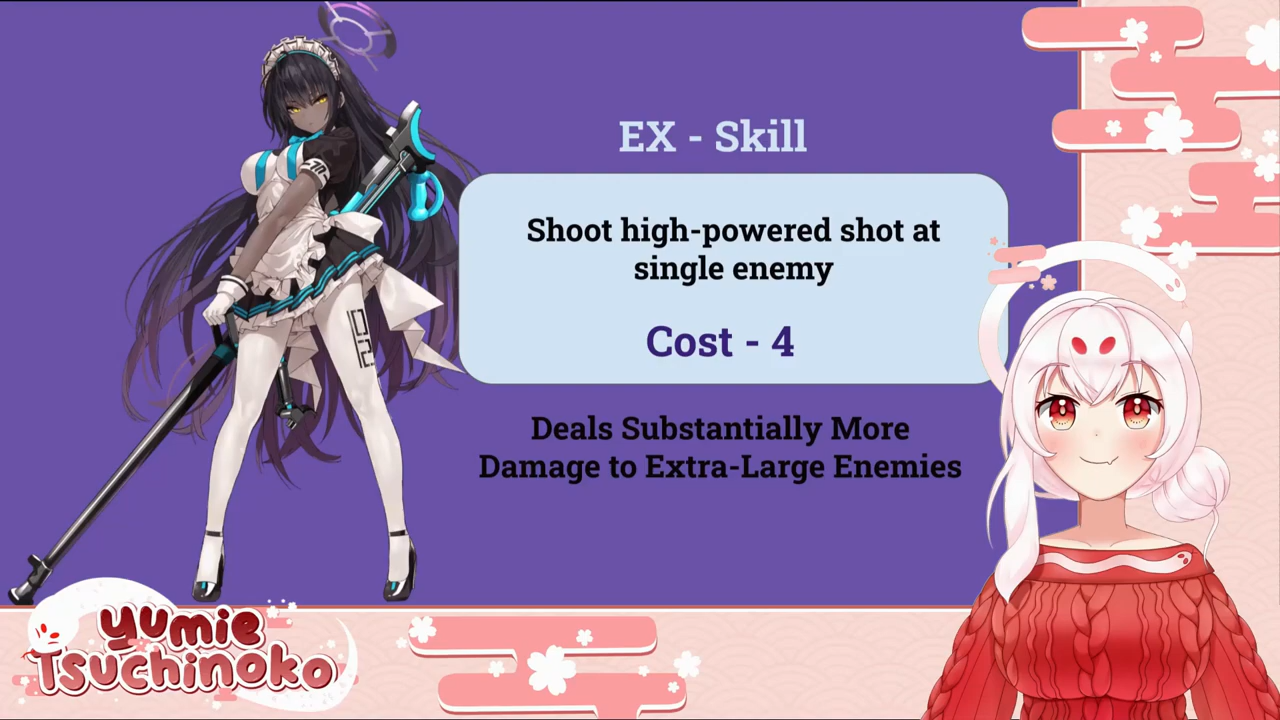 EX - Skill
Shoot high-powered shot at
single enemy
Cost - 4
Deals Substantially More
Damage to Extra-Large Enemies
yumie
Tsuchinoko